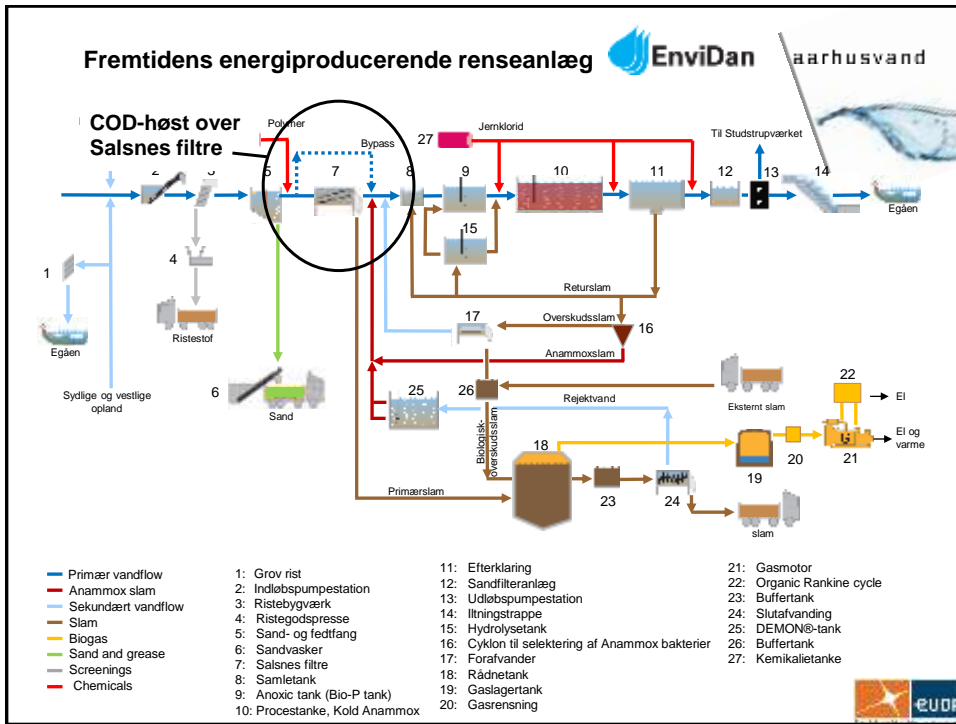 Fremtidens energiproducerende renseanlæg
EnviDan
aarhusvand
COD-høst over
Salsnes filtre
Polymer
Bypass
27
Jernklorid
Til Studstrupværket
2
3
5
7
8
9
10
11
12
13
14
Egåen
15
1
4
Returslam
Overskudsslam
16
17
Anammoxslam
Ristestof
Egåen
Sydlige og vestlige
opland
6
Sand
25
26
Eksternt slam
22
El
Rejektvand
Biologisk-
overskudsslam
18
El og
varme
19
20
21
Primærslam
23
24
slam
Primær vandflow
Anammox slam
Sekundært vandflow
Slam
Biogas
Sand and grease
Screenings
Chemicals
1: Grov rist
2: Indløbspumpestation
3: Ristebygværk
4: Ristegodspresse
5: Sand- og fedtfang
6: Sandvasker
7: Salsnes filtre
8: Samletank
9: Anoxic tank (Bio-P tank)
10: Procestanke, Kold Anammox
11: Efterklaring
12: Sandfilteranlæg
13: Udløbspumpestation
14: Iltningstrappe
15: Hydrolysetank
16: Cyklon til selektering af Anammox bakterier
17: Forafvander
18: Rådnetank
19: Gaslagertank
20: Gasrensning
21: Gasmotor
22: Organic Rankine cycle
23: Buffertank
24: Slutafvanding
25: DEMON®-tank
26: Buffertank
27: Kemikalietanke